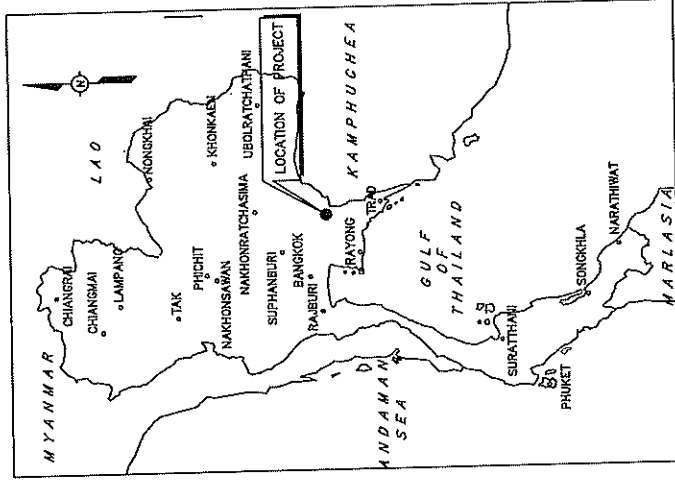 MYANMAR
CHIANGRAI
CHIANGMAI
LAMPANG
LAO
NONGKHAI
TAK
PHICHIT
KHONKAEN
NAKHONSAWAN
NAKHONRATCHASIMA
UBOLRATCHATHANI
SUPHANBURI
LOCATION OF PROJECT
BANGKOK
RAJBURI
KAMPHUCHEA
RAYONG
TRAD
GULF
OF
THAILAND
ANDAMAN
SEA
SURATTHANI
PHUKET
SONGKHLA
NARATHIWAT
MARLASIA
N